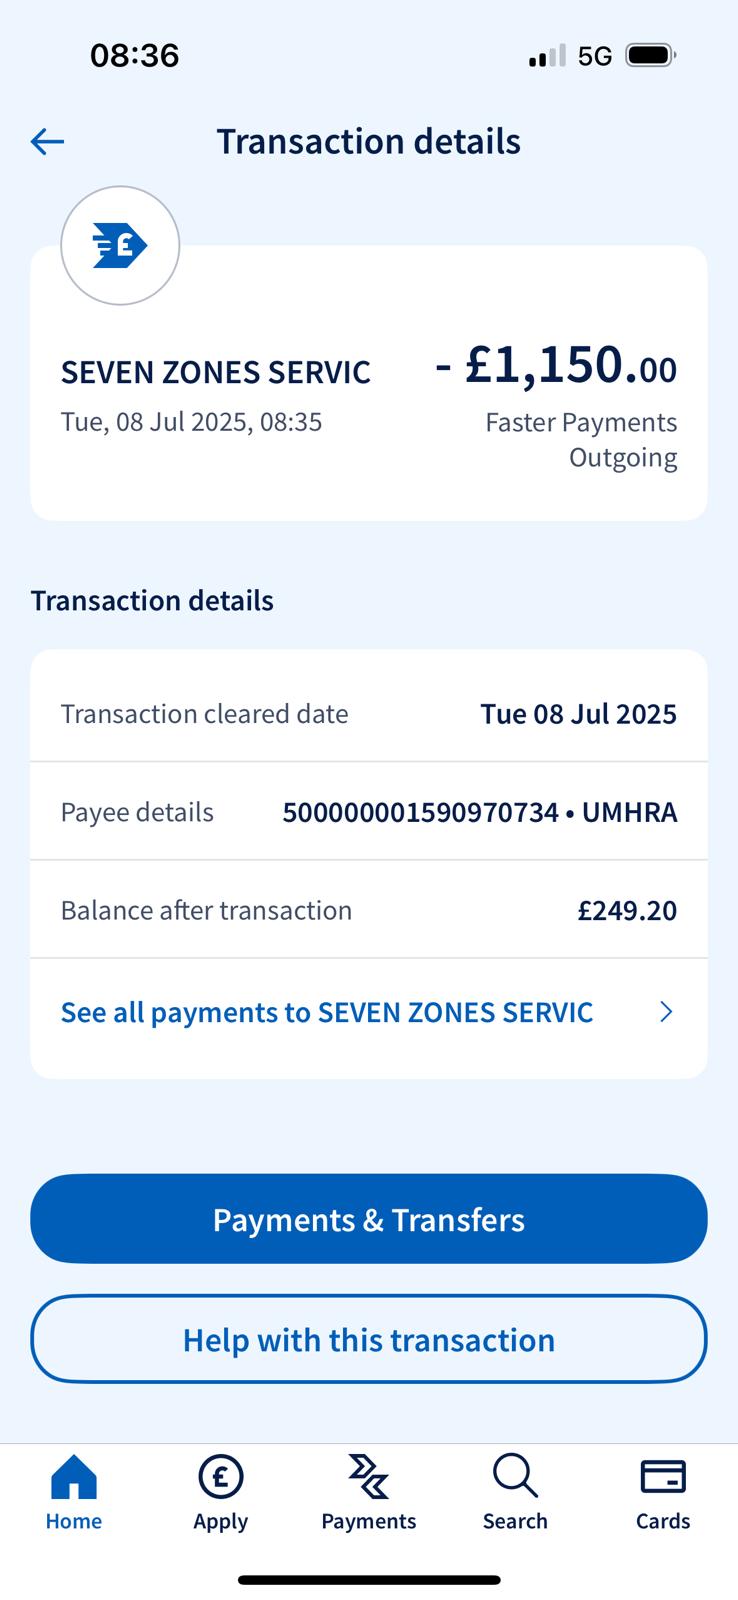 08:36
5G
Transaction details
£
SEVEN ZONES SERVIC
- £1,150.00
Tue, 08 Jul 2025, 08:35
Faster Payments
Outgoing
Transaction details
Transaction cleared date
Tue 08 Jul 2025
Payee details
500000001590970734 • UMHRA
Balance after transaction
£249.20
See all payments to SEVEN ZONES SERVIC
Payments & Transfers
Help with this transaction
£
Home
Apply
Payments
Search
Cards